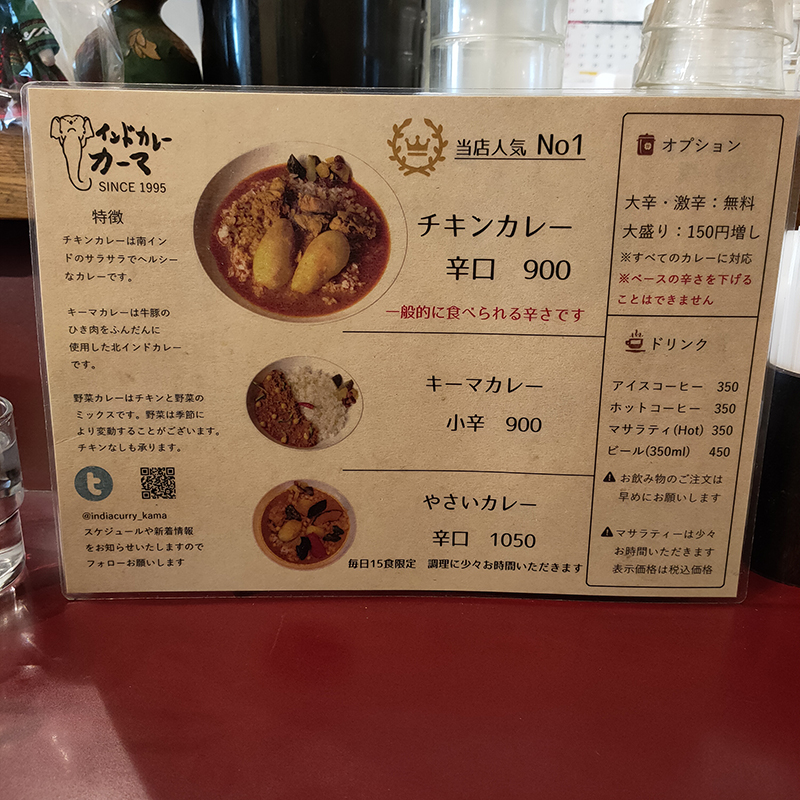 インドカレー
カーマ
SINCE 1995
特徴
チキンカレーは南イン
ドのサラサラでヘルシー
なカレーです。
キーマカレーは牛豚の
ひき肉をふんだんに
使用した北インドカレー
です。
野菜カレーはチキンと野菜の
ミックスです。野菜は季節に
より変動することがございます。
チキンなしも承ります。
@indiacurry_kama
スケジュールや新着情報
をお知らせいたしますので
フォローお願いします
当店人気 No1
チキンカレー
辛口 900
一般的に食べられる辛さです
キーマカレー
小辛 900
やさいカレー
辛口 1050
毎日15食限定 調理に少々お時間いただきます
オプション
大辛・激辛：無料
大盛り：150円増し
※すべてのカレーに対応
※ベースの辛さを下げる
ことはできません
ドリンク
アイスコーヒー 350
ホットコーヒー 350
マサラティ(Hot) 350
ビール(350ml) 450
お飲み物のご注文は
早めにお願いします
マサラティーは少々
お時間いただきます
表示価格は税込価格